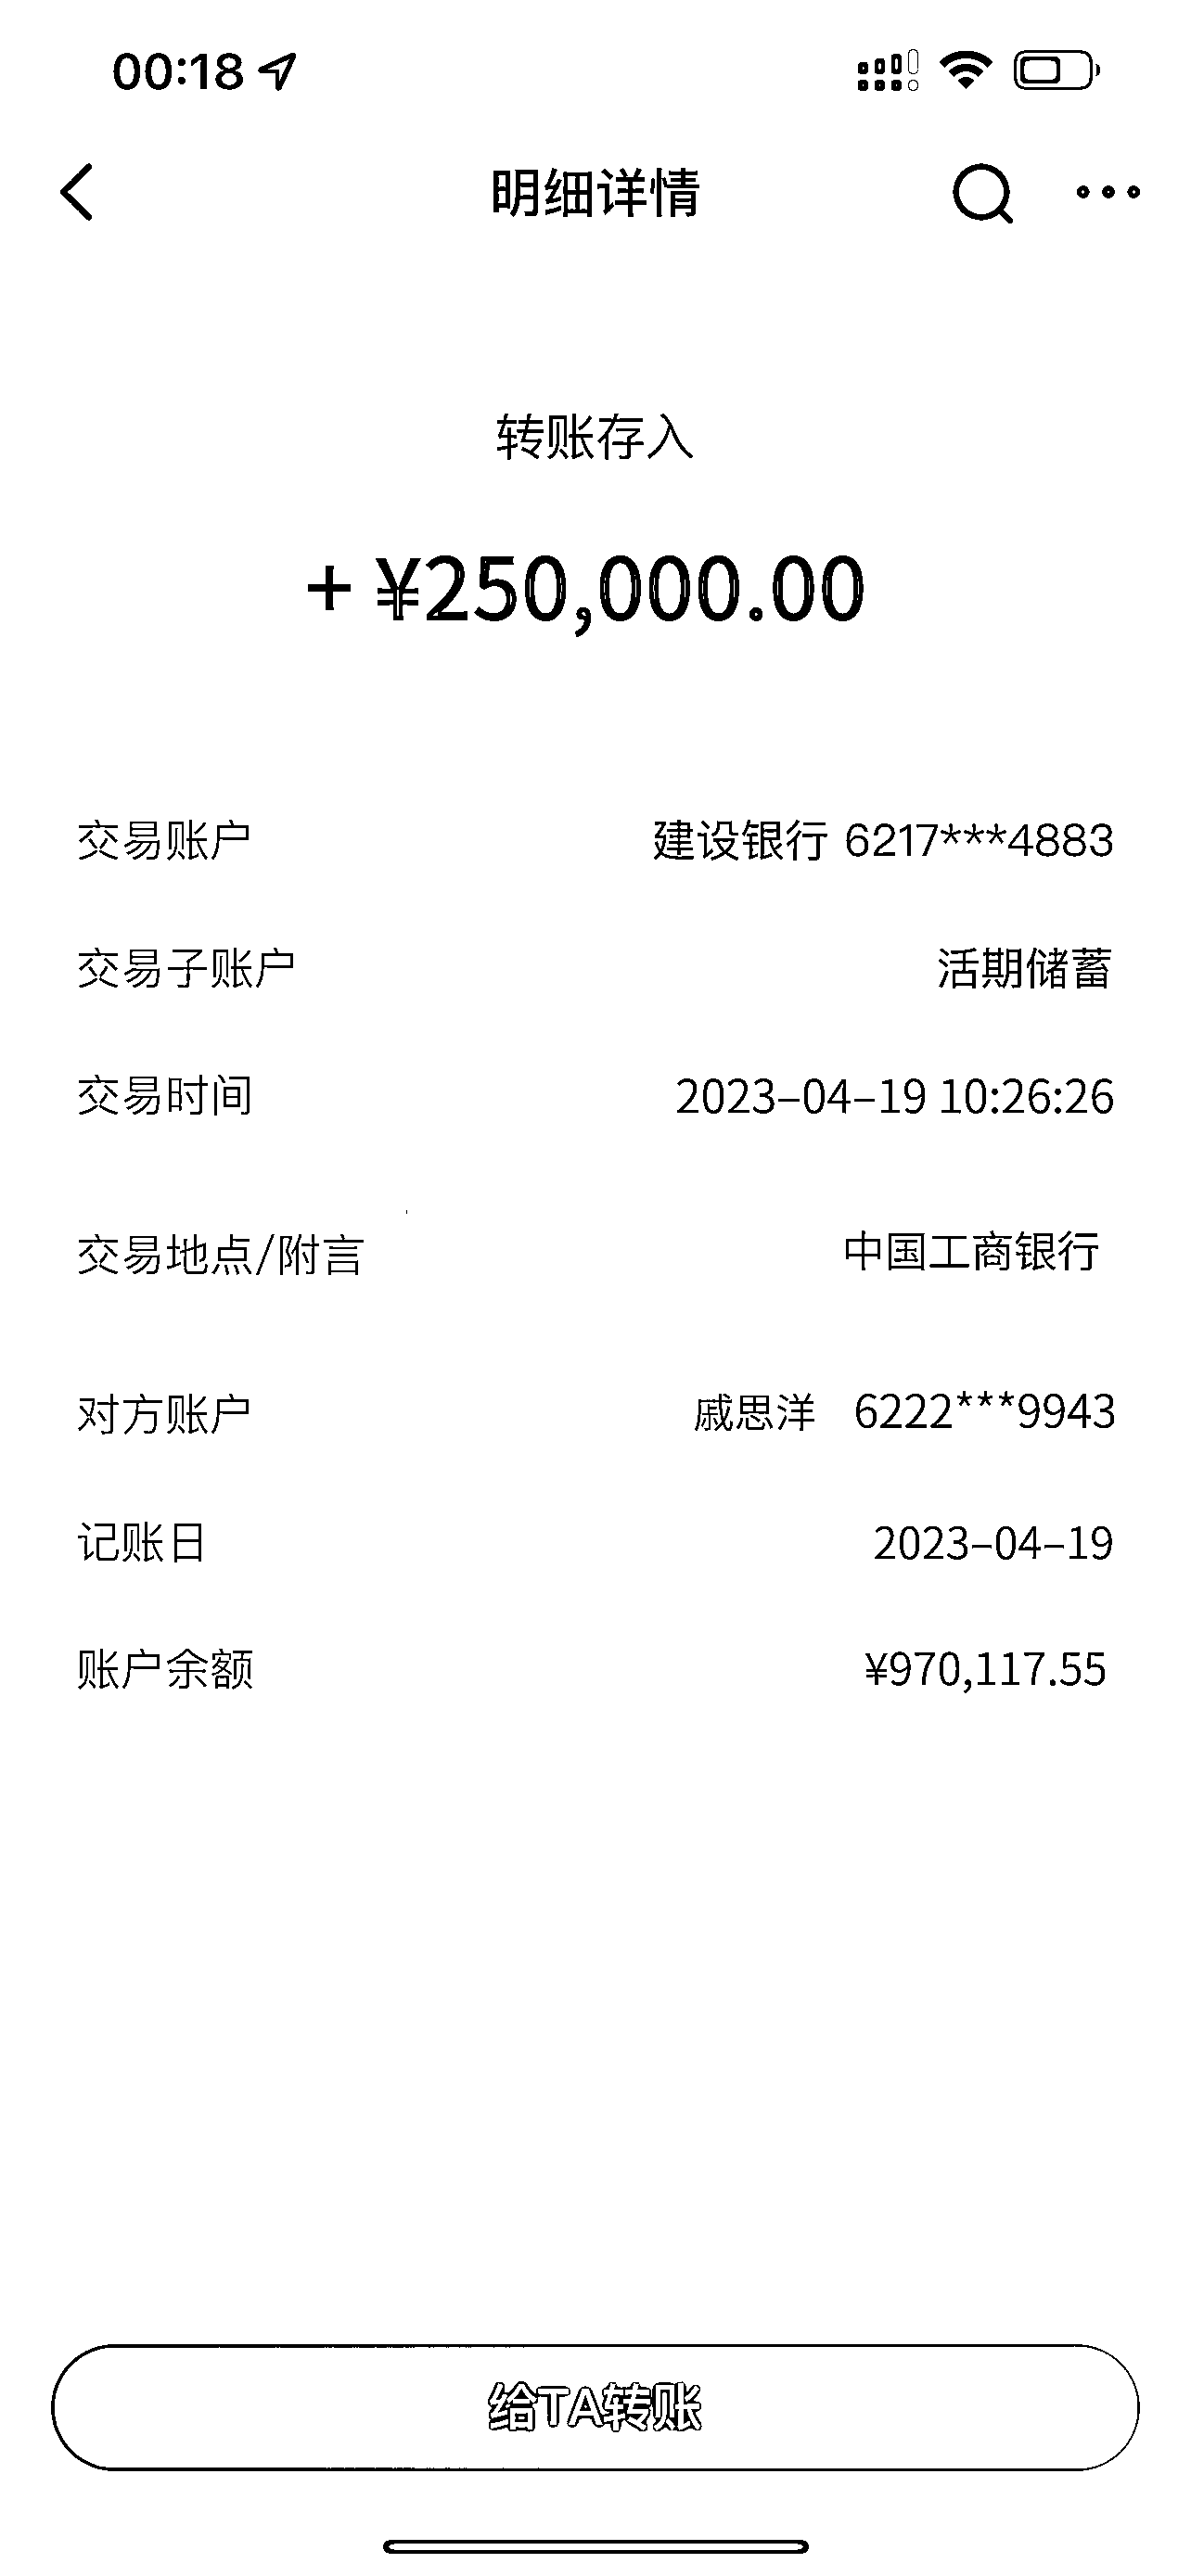 00:18
明细详情
转账存入
+ ¥250,000.00
交易账户 建设银行 6217***4883
交易子账户 活期储蓄
交易时间 2023-04-19 10:26:26
交易地点/附言 中国工商银行
对方账户 戚思洋 6222***9943
记账日 2023-04-19
账户余额 ¥970,117.55
给TA转账